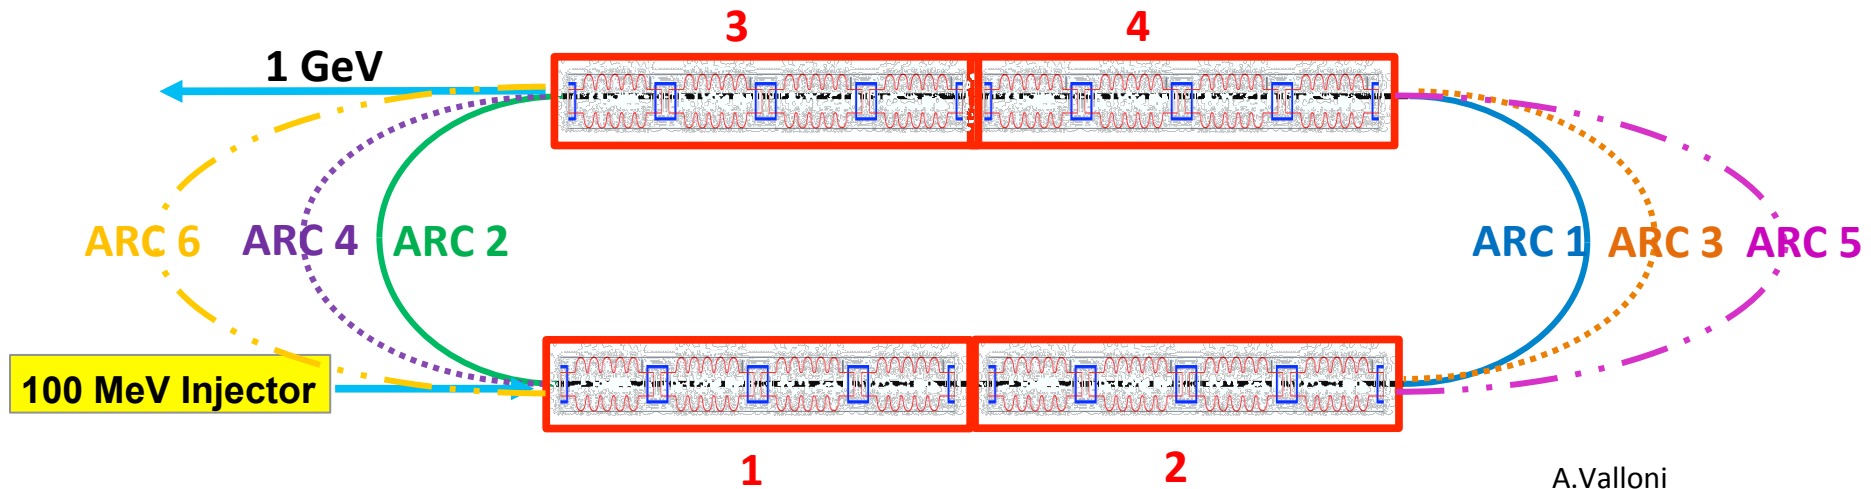 3
4
1 GeV
ARC 6
ARC 4
ARC 2
ARC 1
ARC 3
ARC 5
100 MeV Injector
1
2
A.Valloni